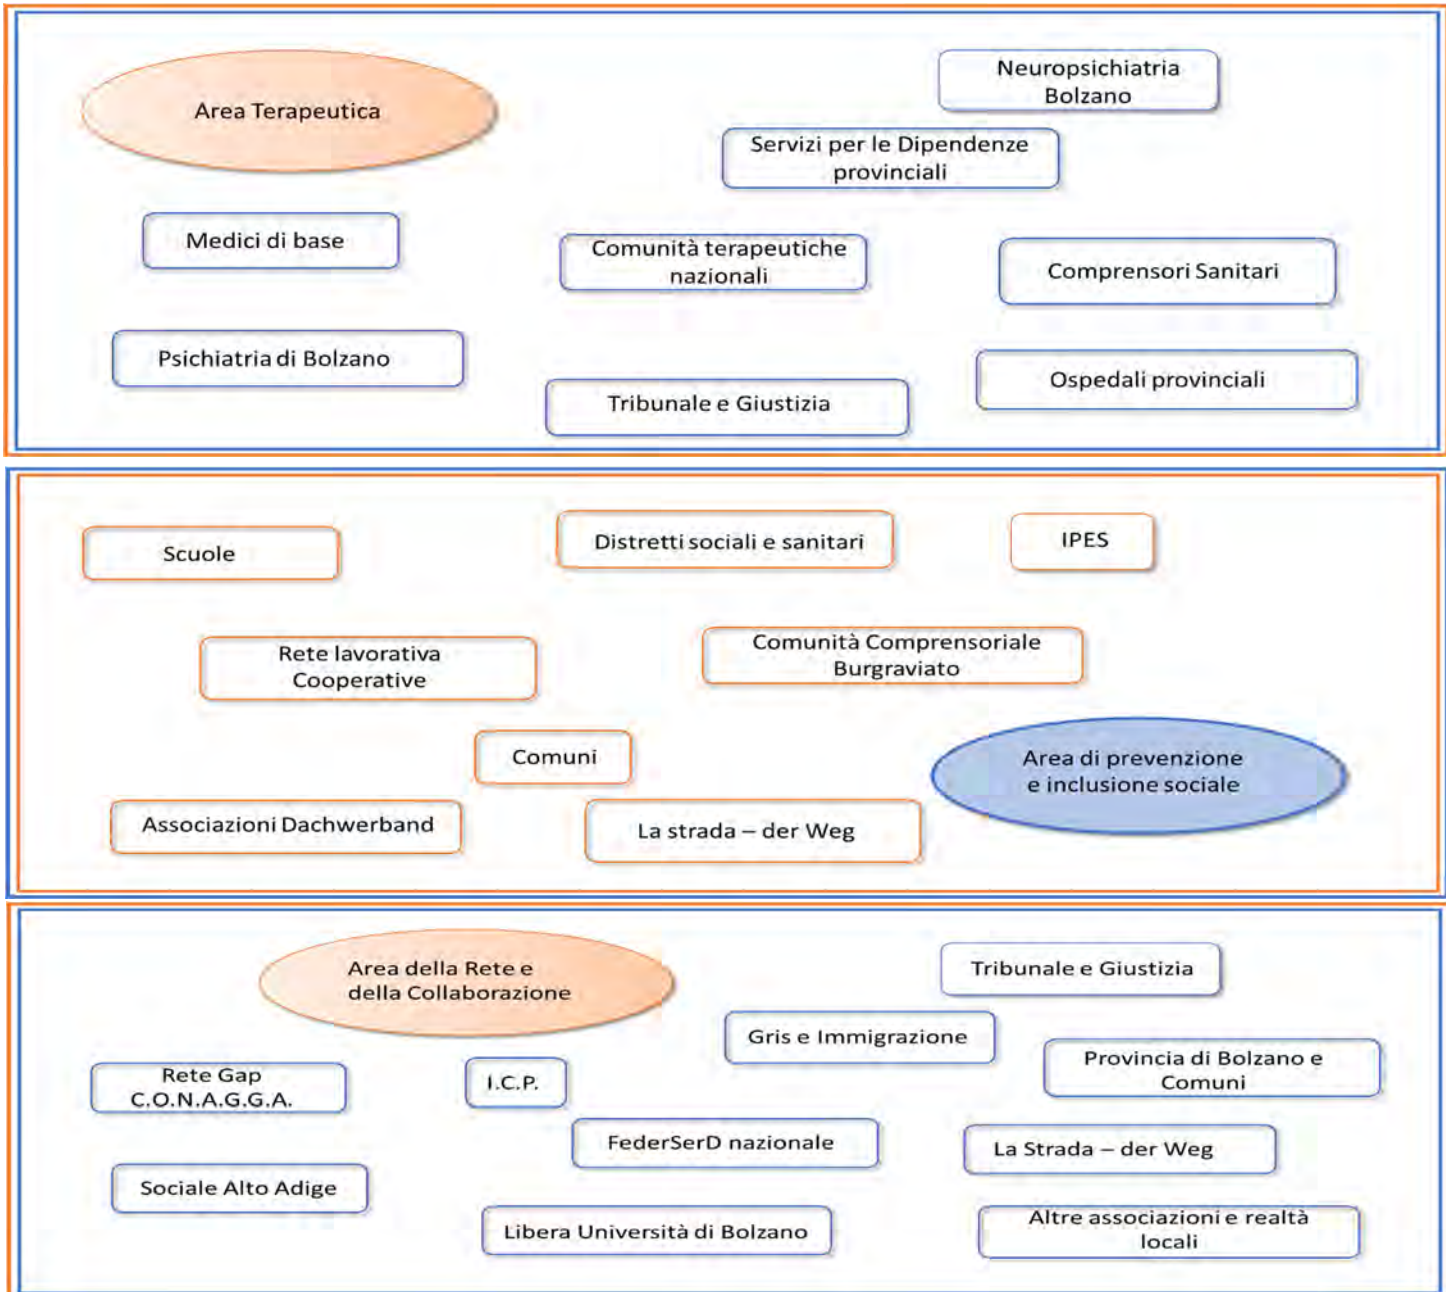 Area Terapeutica
Neuropsichiatria
Bolzano
Servizi per le Dipendenze
provinciali
Medici di base
Comunità terapeutiche
nazionali
Comprensori Sanitari
Psichiatria di Bolzano
Tribunale e Giustizia
Ospedali provinciali
Scuole
Distretti sociali e sanitari
IPES
Rete lavorativa
Cooperative
Comunità Comprensoriale
Burgraviato
Comuni
Area di prevenzione
e inclusione sociale
Associazioni Dachwerband
La strada – der Weg
Area della Rete e
della Collaborazione
Tribunale e Giustizia
Gris e Immigrazione
Provincia di Bolzano e
Comuni
Rete Gap
C.O.N.A.G.G.A.
I.C.P.
FederSerD nazionale
La Strada – der Weg
Sociale Alto Adige
Libera Università di Bolzano
Altre associazioni e realtà
locali